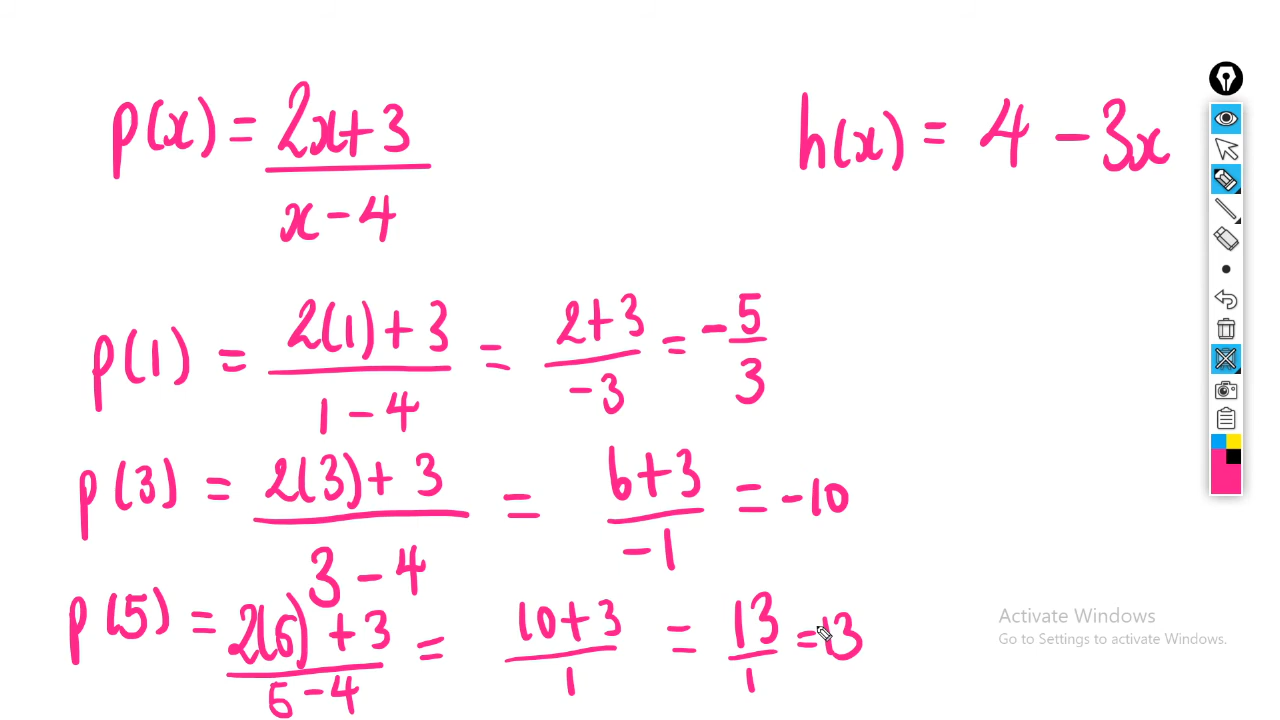 p(x) = 2x+3 / x-4
h(x) = 4 - 3x
p(1) = 2(1)+3 / 1-4 = 2+3 / -3 = -5/3
p(3) = 2(3)+3 / 3-4 = 6+3 / -1 = -10
p(5) = 2(5)+3 / 5-4 = 10+3 / 1 = 13/1 = 13
Activate Windows
Go to Settings to activate Windows.